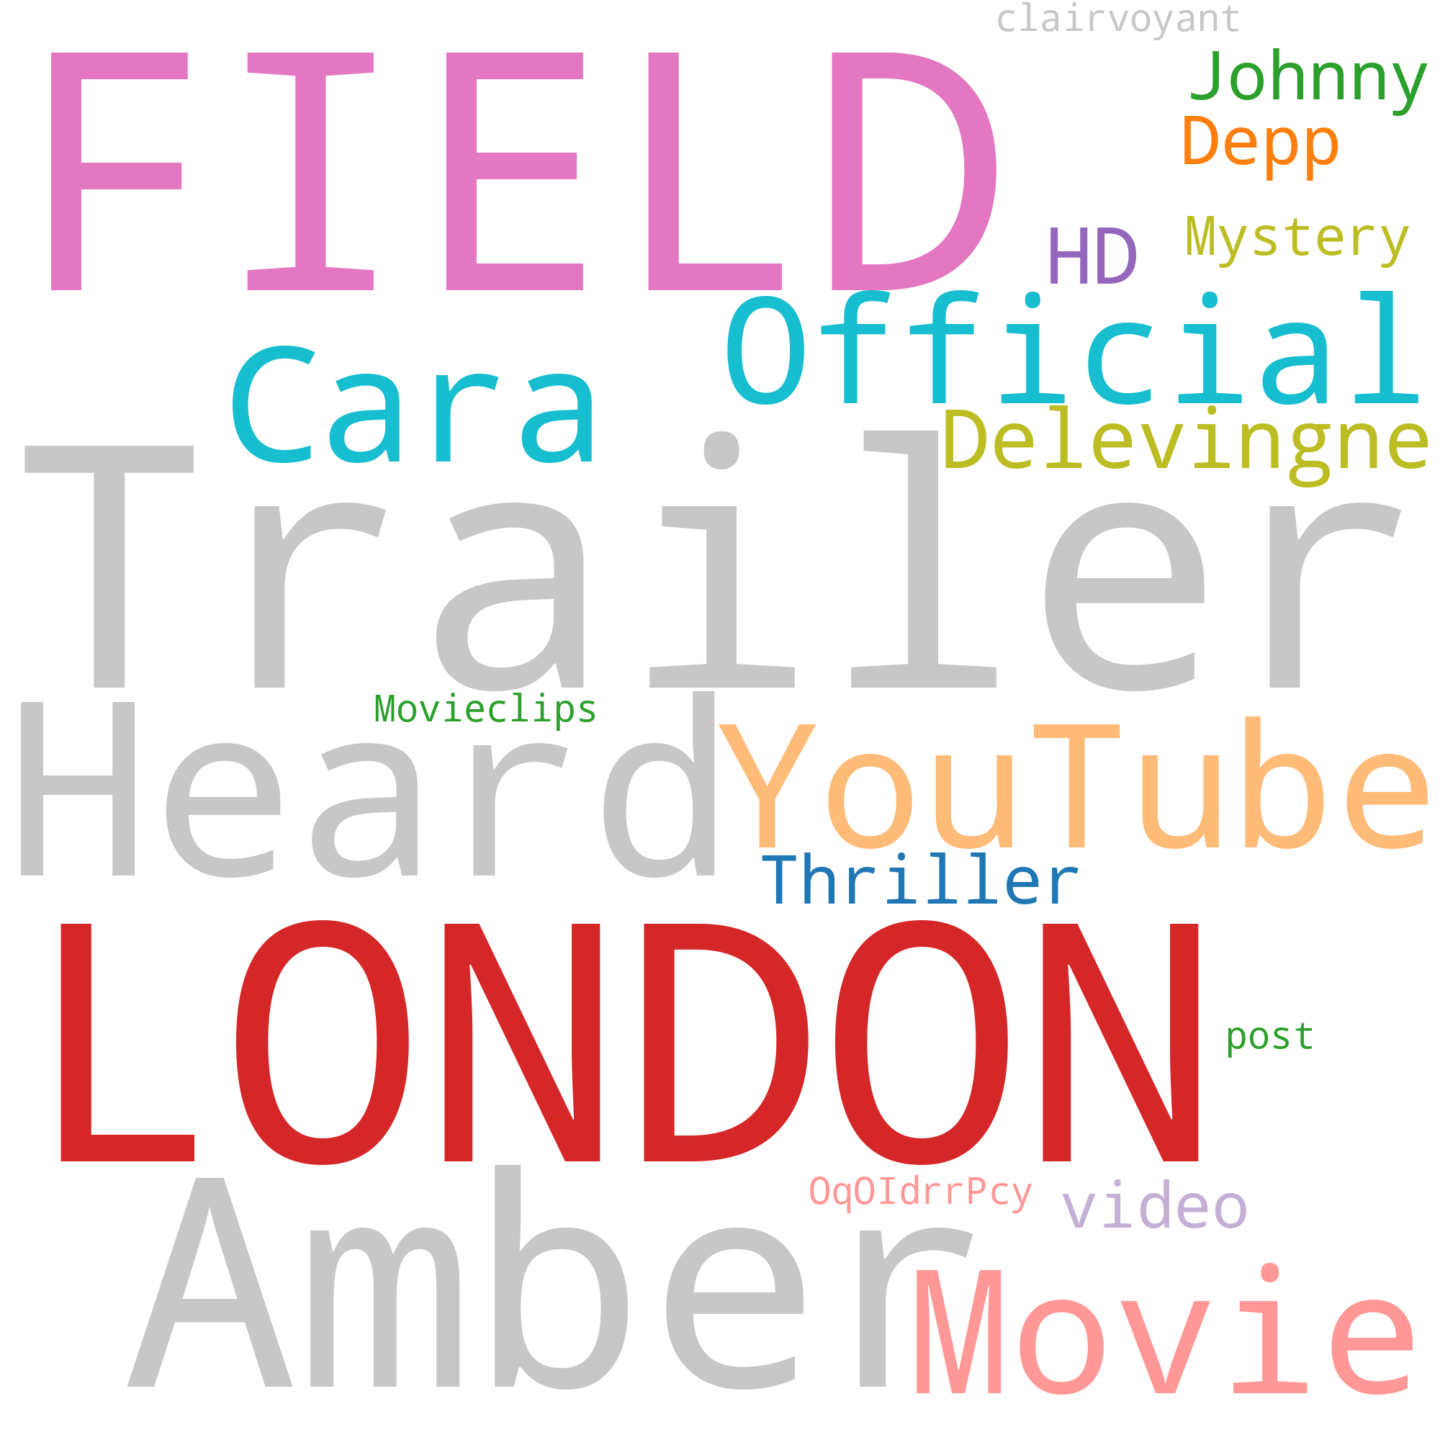 clairvoyant
FIELD
Johnny
Depp
HD
Mystery
Official
Cara
Delevingne
Trailer
Movieclips
Heard
YouTube
Thriller
LONDON
post
Amber
OqOIdrrPcy
video
Movie